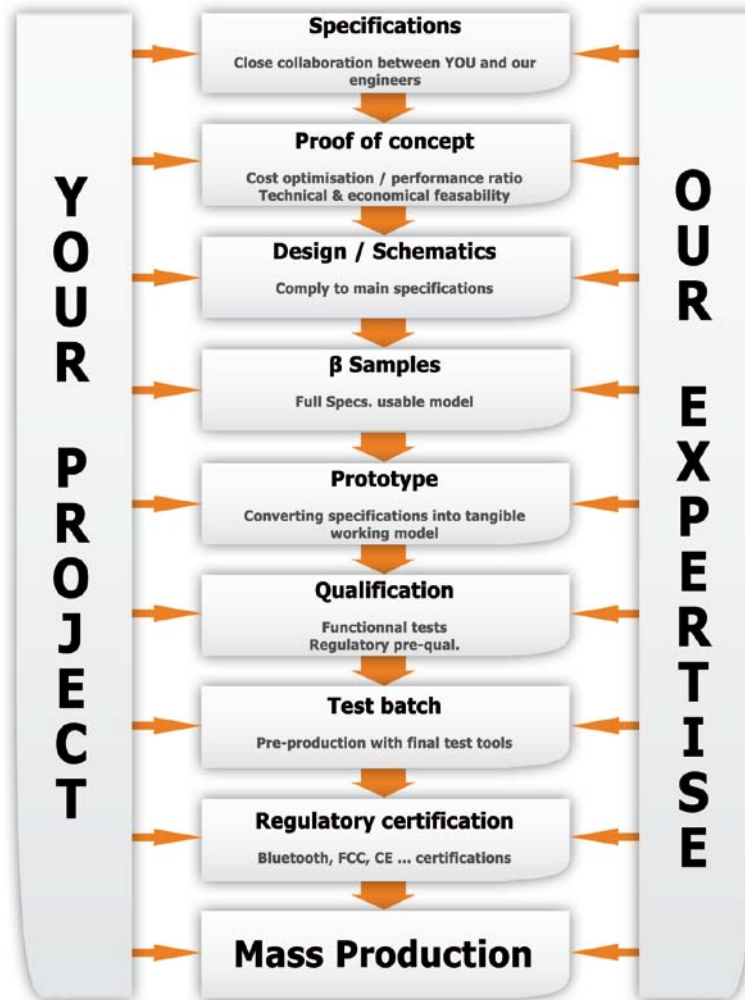 YOUR PROJECT
Specifications
Close collaboration between YOU and our
engineers
Proof of concept
Cost optimisation / performance ratio
Technical & economical feasability
Design / Schematics
Comply to main specifications
β Samples
Full Specs. usable model
Prototype
Converting specifications into tangible
working model
Qualification
Functionnal tests
Regulatory pre-qual.
Test batch
Pre-production with final test tools
Regulatory certification
Bluetooth, FCC, CE ... certifications
Mass Production
OUR EXPERTISE